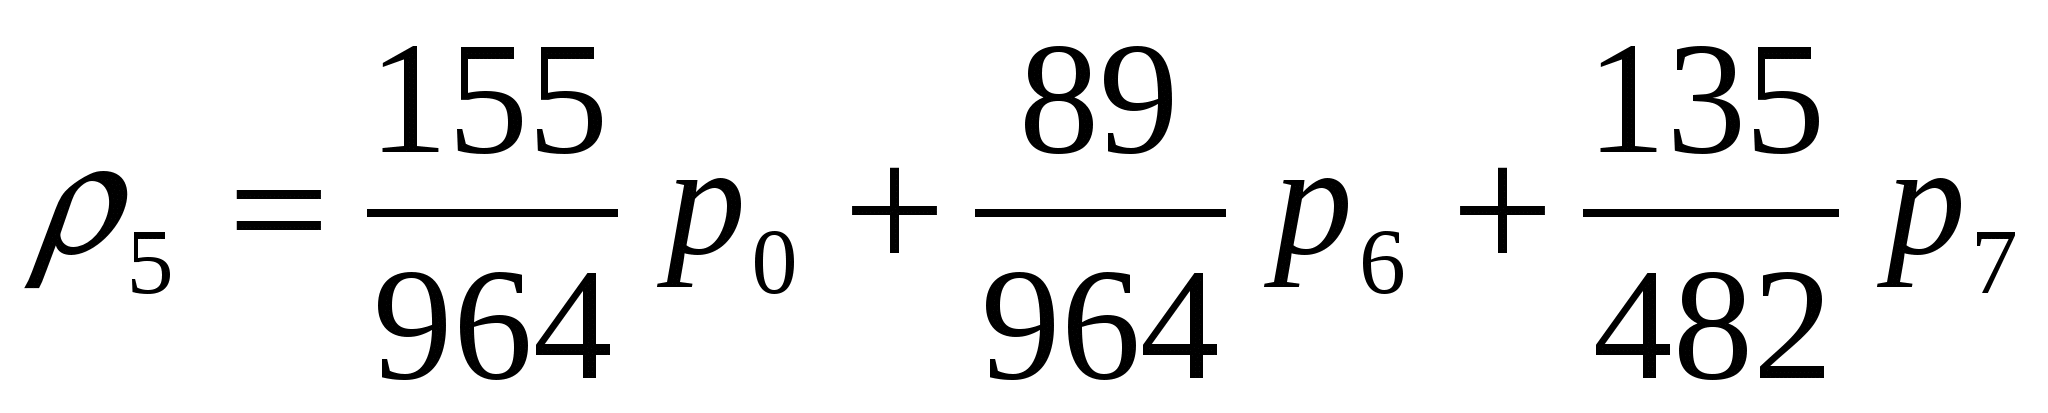 ρ₅ = 155/964 p₀ + 89/964 p₆ + 135/482 p₇